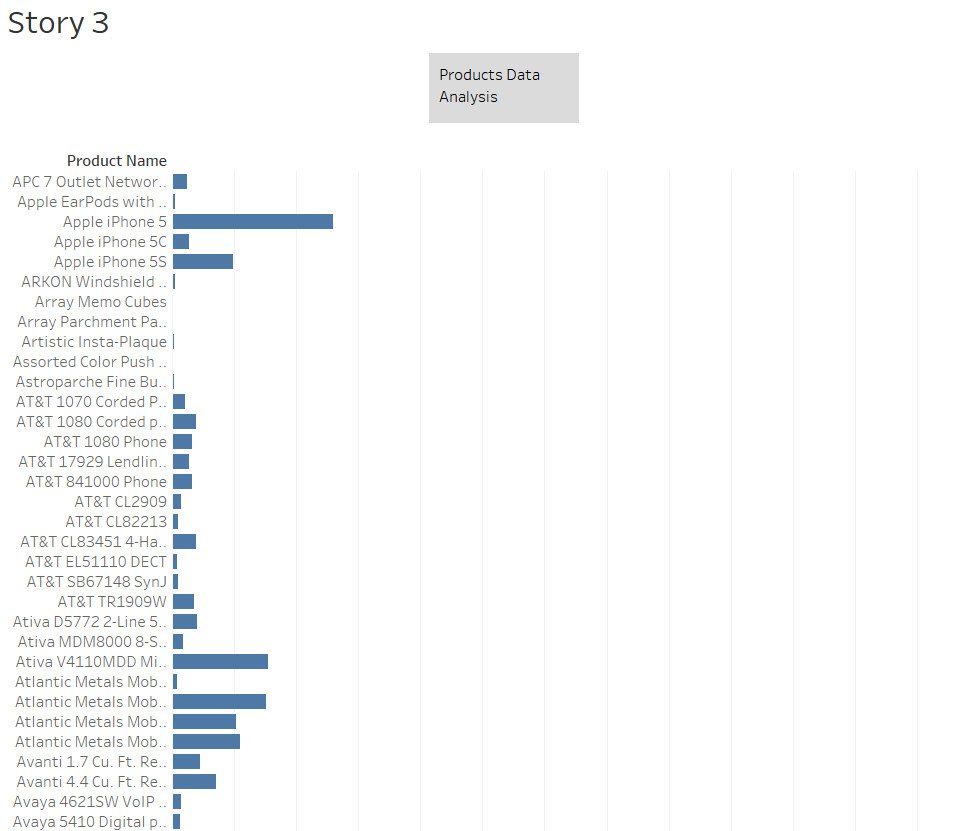 Story 3
Products Data
Analysis
Product Name
APC 7 Outlet Networ..
Apple EarPods with ..
Apple iPhone 5
Apple iPhone 5C
Apple iPhone 5S
ARKON Windshield ..
Array Memo Cubes
Array Parchment Pa..
Artistic Insta-Plaque
Assorted Color Push ..
Astroparche Fine Bu..
AT&T 1070 Corded P..
AT&T 1080 Corded p..
AT&T 1080 Phone
AT&T 17929 Lendlin..
AT&T 841000 Phone
AT&T CL2909
AT&T CL82213
AT&T CL83451 4-Ha..
AT&T EL51110 DECT
AT&T SB67148 SynJ
AT&T TR1909W
Ativa D5772 2-Line 5..
Ativa MDM8000 8-S..
Ativa V4110MDD Mi..
Atlantic Metals Mob..
Atlantic Metals Mob..
Atlantic Metals Mob..
Atlantic Metals Mob..
Avanti 1.7 Cu. Ft. Re..
Avanti 4.4 Cu. Ft. Re..
Avaya 4621SW VoIP ..
Avaya 5410 Digital p..